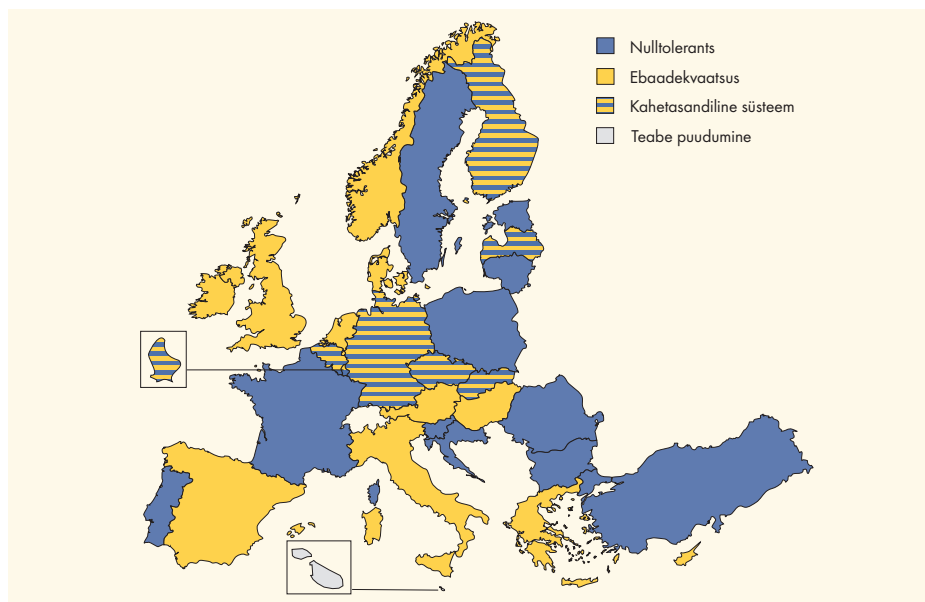 Nulltolerants
Ebaadekvaatsus
Kahetasandiline süsteem
Teabe puudumine